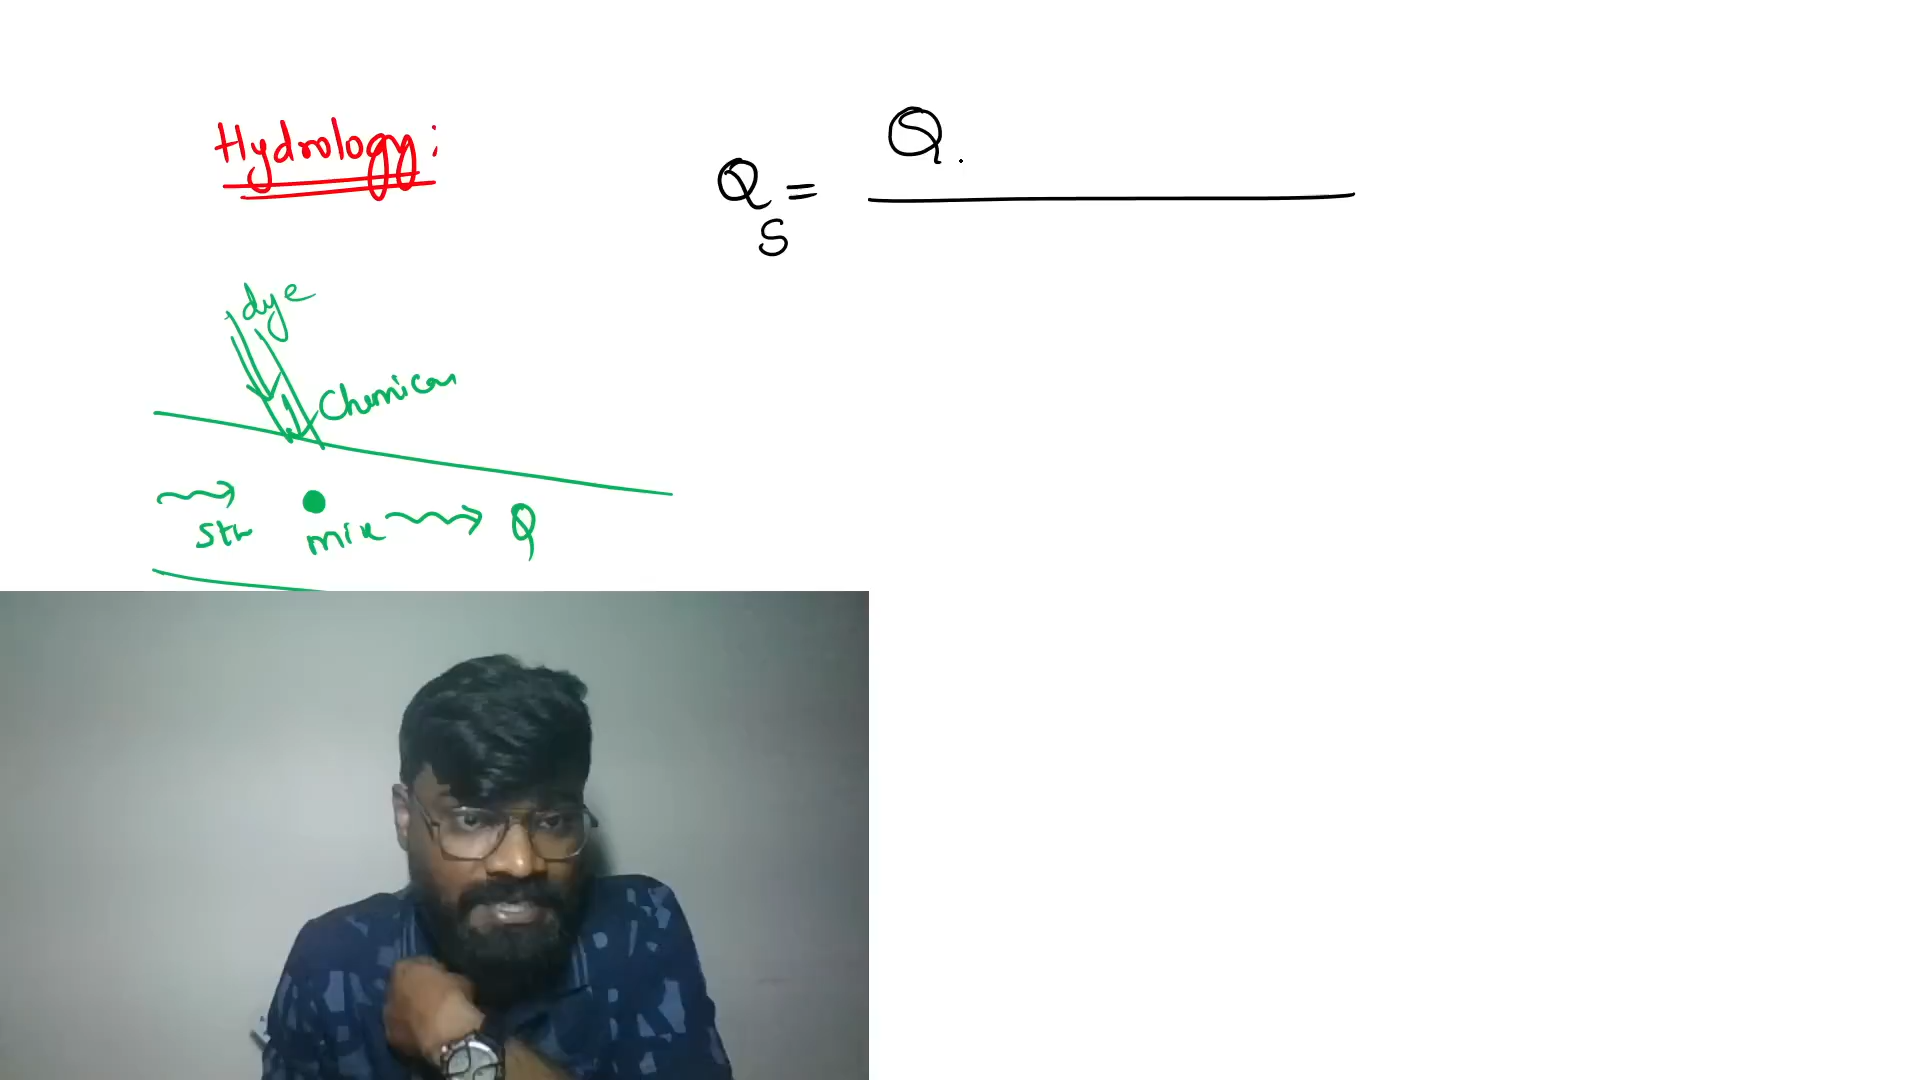 Hydrology:
Q.
Q =
S
dye
Chemical
Str
mix
Q